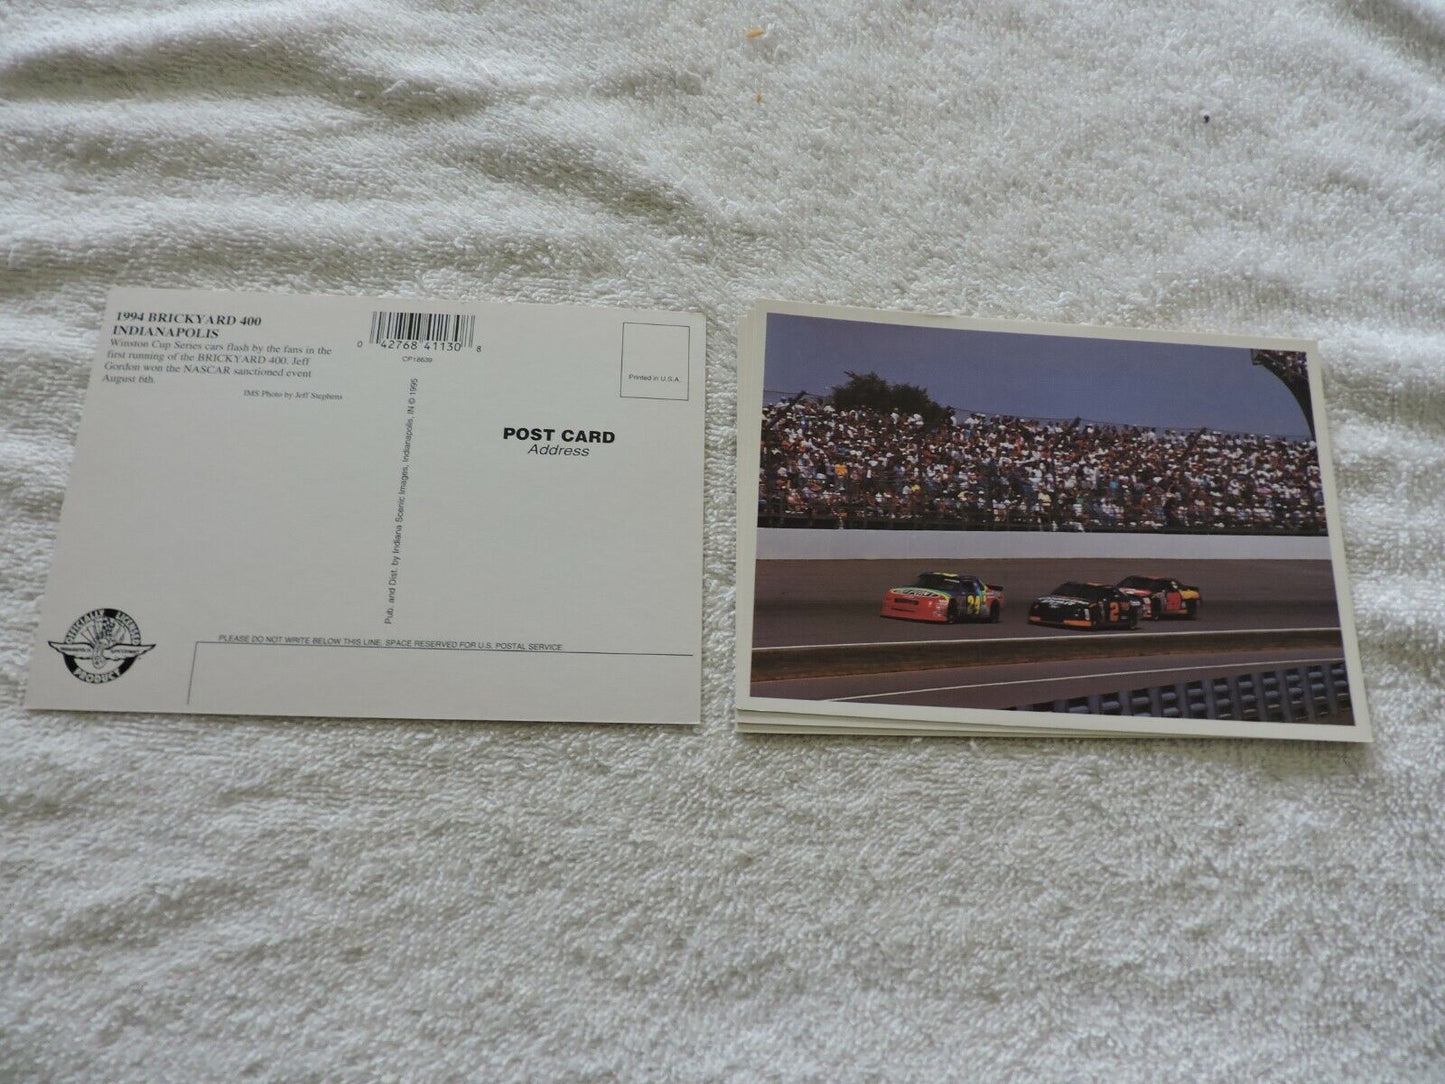 1994 BRICKYARD 400
INDIANAPOLIS
Winston Cup Series cars flash by the fans in the
first running of the BRICKYARD 400. Jeff
Gordon won the NASCAR sanctioned event
August 6th.
IMS Photo by Jeff Stephens
0 42768 41130 8
CP18639
Pub. and Dist. by Indiana Scenic Images, Indianapolis, IN © 1995
Printed in U.S.A.
POST CARD
Address
OFFICIALLY LICENSED
PRODUCT
PLEASE DO NOT WRITE BELOW THIS LINE. SPACE RESERVED FOR U.S. POSTAL SERVICE
24
2